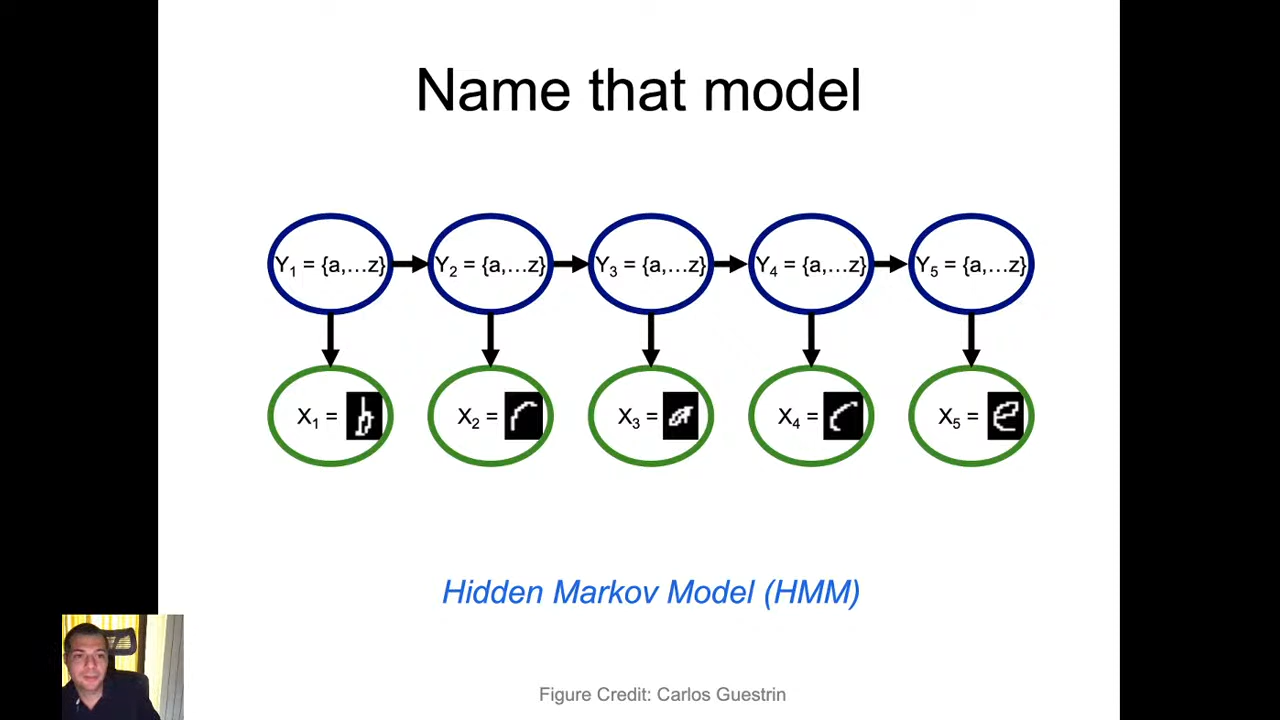 Name that model
Y₁ = {a,…z} Y₂ = {a,…z} Y₃ = {a,…z} Y₄ = {a,…z} Y₅ = {a,…z}
X₁ = b X₂ = r X₃ = a X₄ = c X₅ = e
Hidden Markov Model (HMM)
Figure Credit: Carlos Guestrin